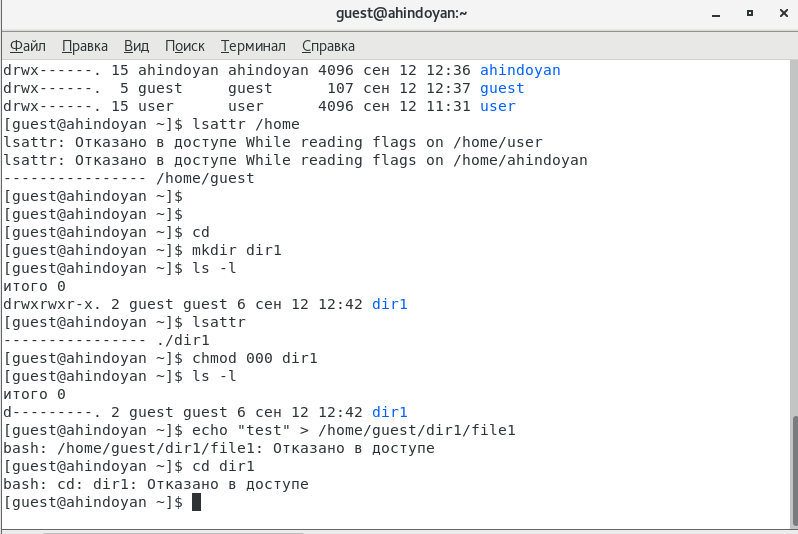 guest@ahindoyan:~
Файл Правка Вид Поиск Терминал Справка
drwx------. 15 ahindoyan ahindoyan 4096 сен 12 12:36 ahindoyan
drwx------.  5 guest     guest      107 сен 12 12:37 guest
drwx------. 15 user      user      4096 сен 12 11:31 user
[guest@ahindoyan ~]$ lsattr /home
lsattr: Отказано в доступе While reading flags on /home/user
lsattr: Отказано в доступе While reading flags on /home/ahindoyan
---------------- /home/guest
[guest@ahindoyan ~]$
[guest@ahindoyan ~]$
[guest@ahindoyan ~]$ cd
[guest@ahindoyan ~]$ mkdir dir1
[guest@ahindoyan ~]$ ls -l
итого 0
drwxrwxr-x. 2 guest guest 6 сен 12 12:42 dir1
[guest@ahindoyan ~]$ lsattr
---------------- ./dir1
[guest@ahindoyan ~]$ chmod 000 dir1
[guest@ahindoyan ~]$ ls -l
итого 0
d---------. 2 guest guest 6 сен 12 12:42 dir1
[guest@ahindoyan ~]$ echo "test" > /home/guest/dir1/file1
bash: /home/guest/dir1/file1: Отказано в доступе
[guest@ahindoyan ~]$ cd dir1
bash: cd: dir1: Отказано в доступе
[guest@ahindoyan ~]$